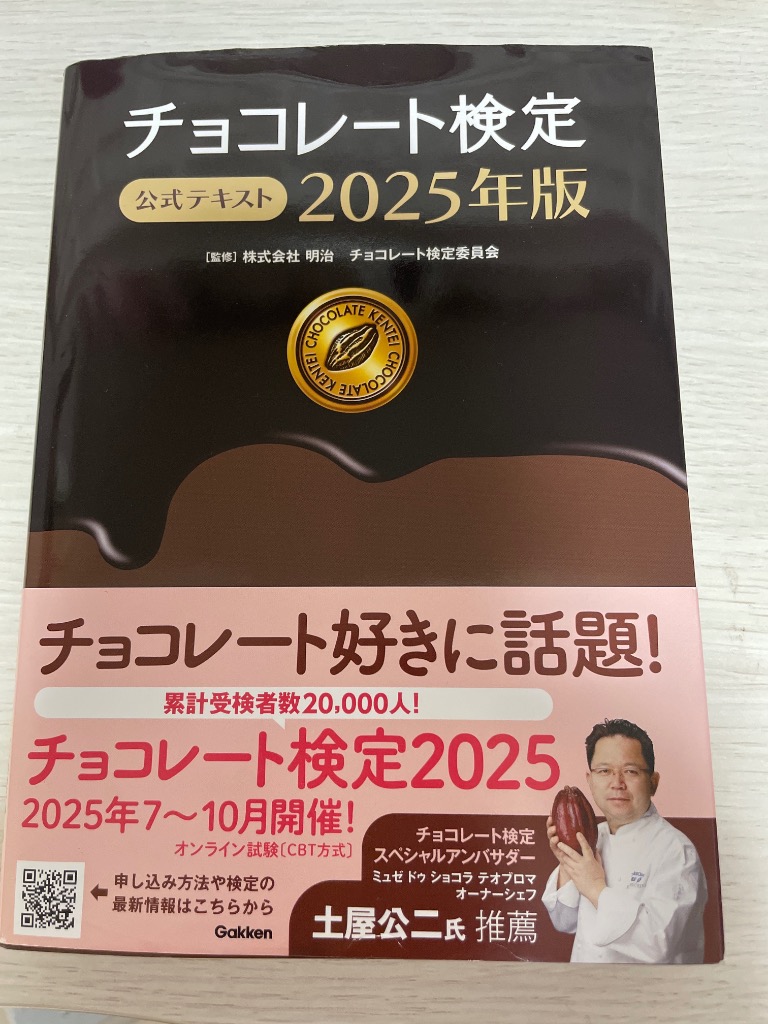 チョコレート検定
公式テキスト 2025年版
[監修] 株式会社 明治 チョコレート検定委員会
CHOCOLATE KENTEI CHOCOLATE KENTEI
チョコレート好きに話題!
累計受検者数20,000人!
チョコレート検定2025
2025年7〜10月開催!
オンライン試験〔CBT方式〕
申し込み方法や検定の
最新情報はこちらから
Gakken
チョコレート検定
スペシャルアンバサダー
ミュゼ ドゥ ショコラ テオブロマ
オーナーシェフ
土屋公二氏 推薦